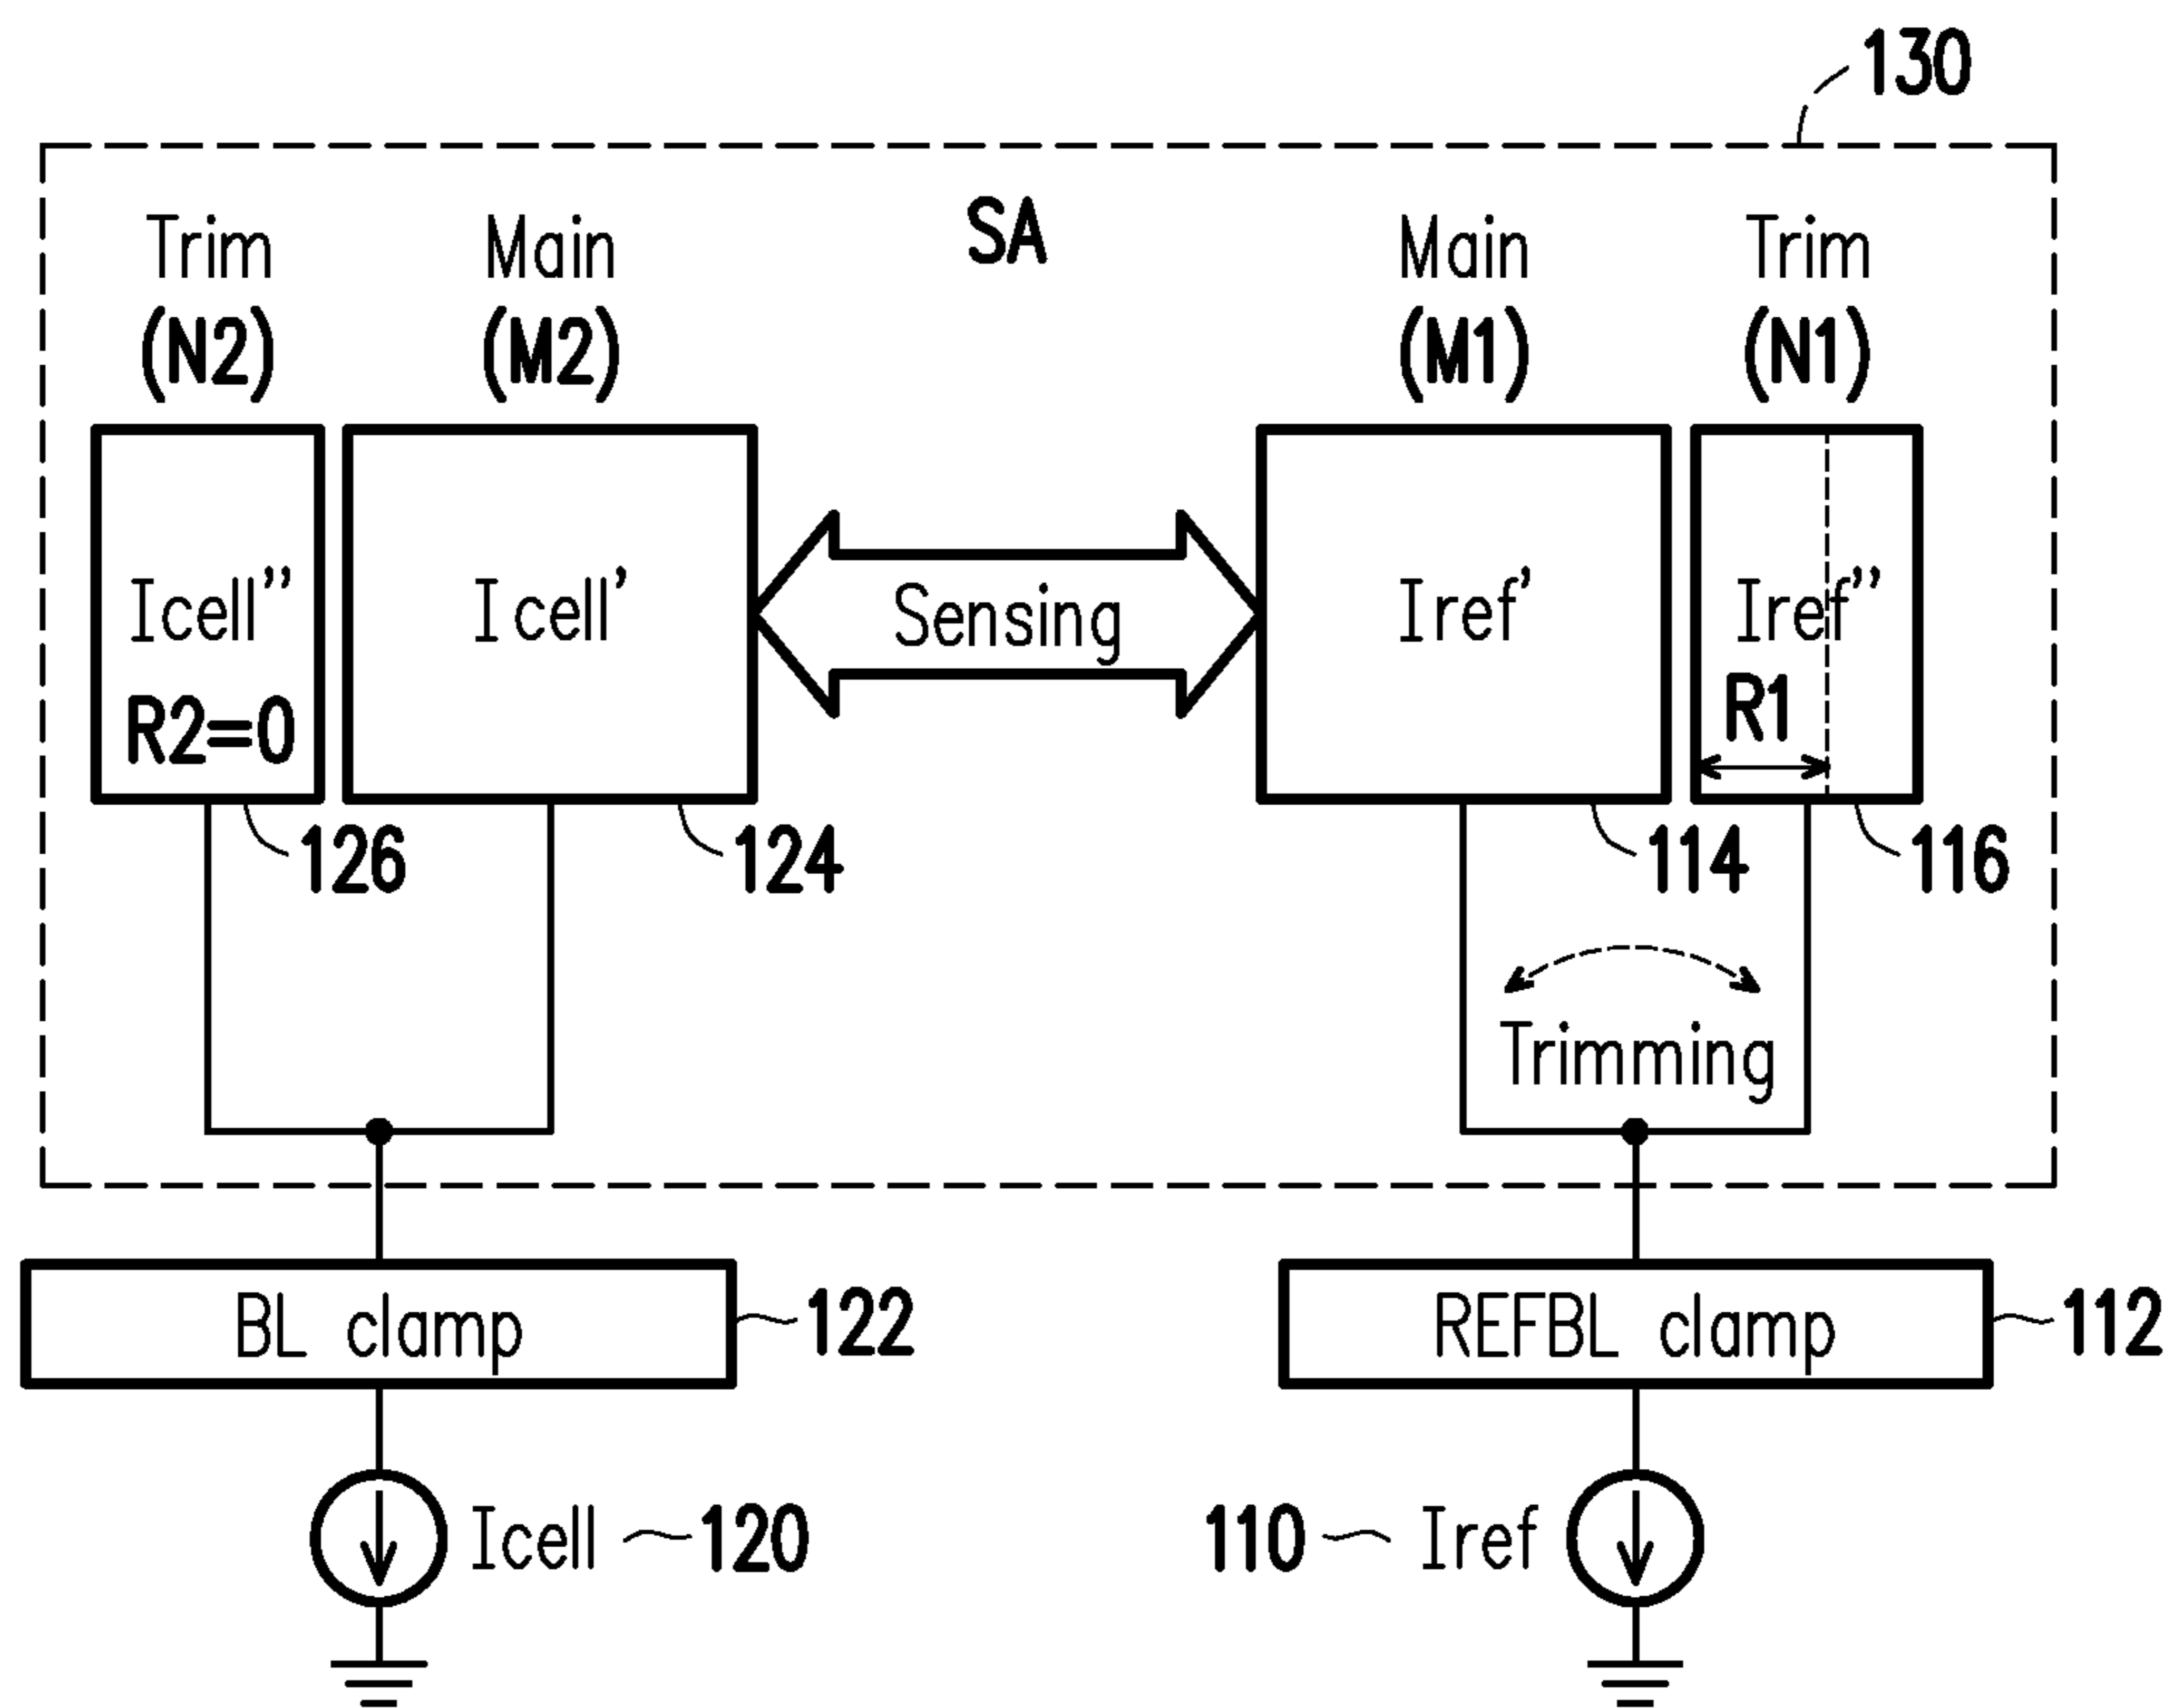 130
SA
Trim Main Main Trim
(N2) (M2) (M1) (N1)
Icell" Icell' Sensing Iref' Iref"
R2=0 R1
126 124 114 116
Trimming
BL clamp 122 REFBL clamp 112
Icell 120 110 Iref